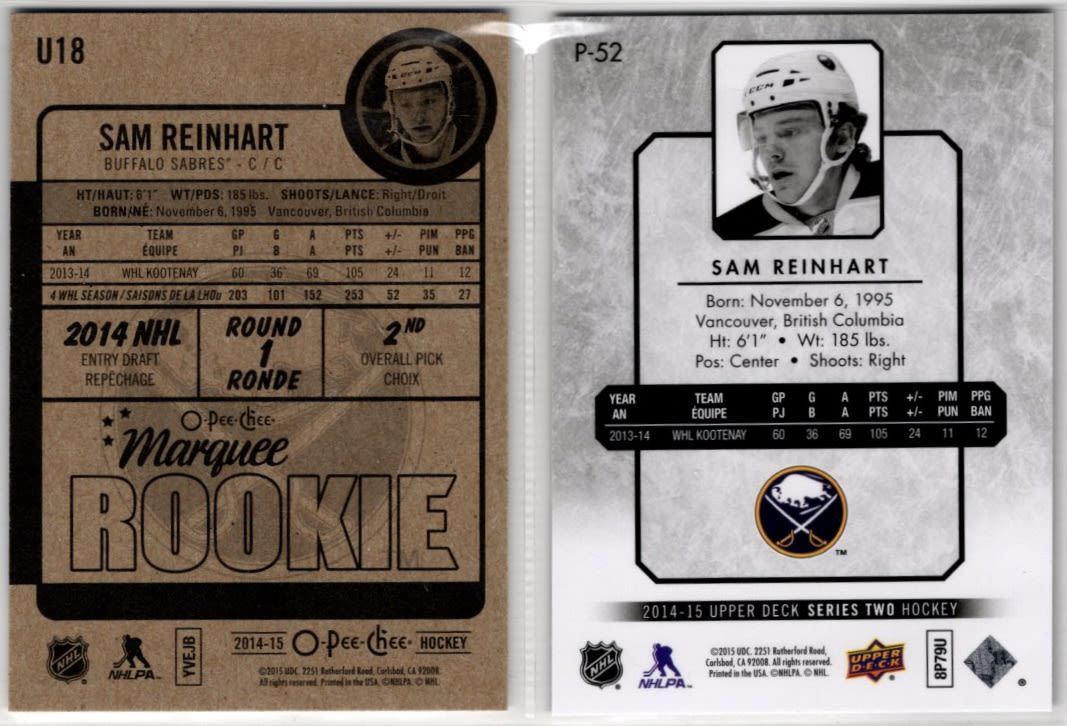 U18
SAM REINHART
BUFFALO SABRES™ - C / C
HT/HAUT: 6'1" WT/PDS: 185 lbs. SHOOTS/LANCE: Right/Droit
BORN/NÉ: November 6, 1995 Vancouver, British Columbia
YEAR TEAM GP G A PTS +/- PIM PPG
AN ÉQUIPE PJ B A PTS +/- PUN BAN
2013-14 WHL KOOTENAY 60 36 69 105 24 11 12
4 WHL SEASON/SAISONS DE LA LHOu 203 101 152 253 52 35 27
2014 NHL
ENTRY DRAFT
REPÊCHAGE
ROUND
1
RONDE
2ND
OVERALL PICK
CHOIX
O-Pee-Chee
Marquee
ROOKIE
TM
NHL
NHLPA
YVEJB
2014-15 O-Pee-Chee HOCKEY
©2015 UDC. 2251 Rutherford Road, Carlsbad, CA 92008.
All rights reserved. Printed in the USA. ©NHLPA. © NHL.
P-52
CCM
SAM REINHART
Born: November 6, 1995
Vancouver, British Columbia
Ht: 6'1" • Wt: 185 lbs.
Pos: Center • Shoots: Right
YEAR TEAM GP G A PTS +/- PIM PPG
AN ÉQUIPE PJ B A PTS +/- PUN BAN
2013-14 WHL KOOTENAY 60 36 69 105 24 11 12
TM
2014-15 UPPER DECK SERIES TWO HOCKEY
NHL
NHLPA
©2015 UDC. 2251 Rutherford Road,
Carlsbad, CA 92008. All rights reserved.
Printed in the USA. ©NHLPA. © NHL.
UPPER DECK
8P79U
®